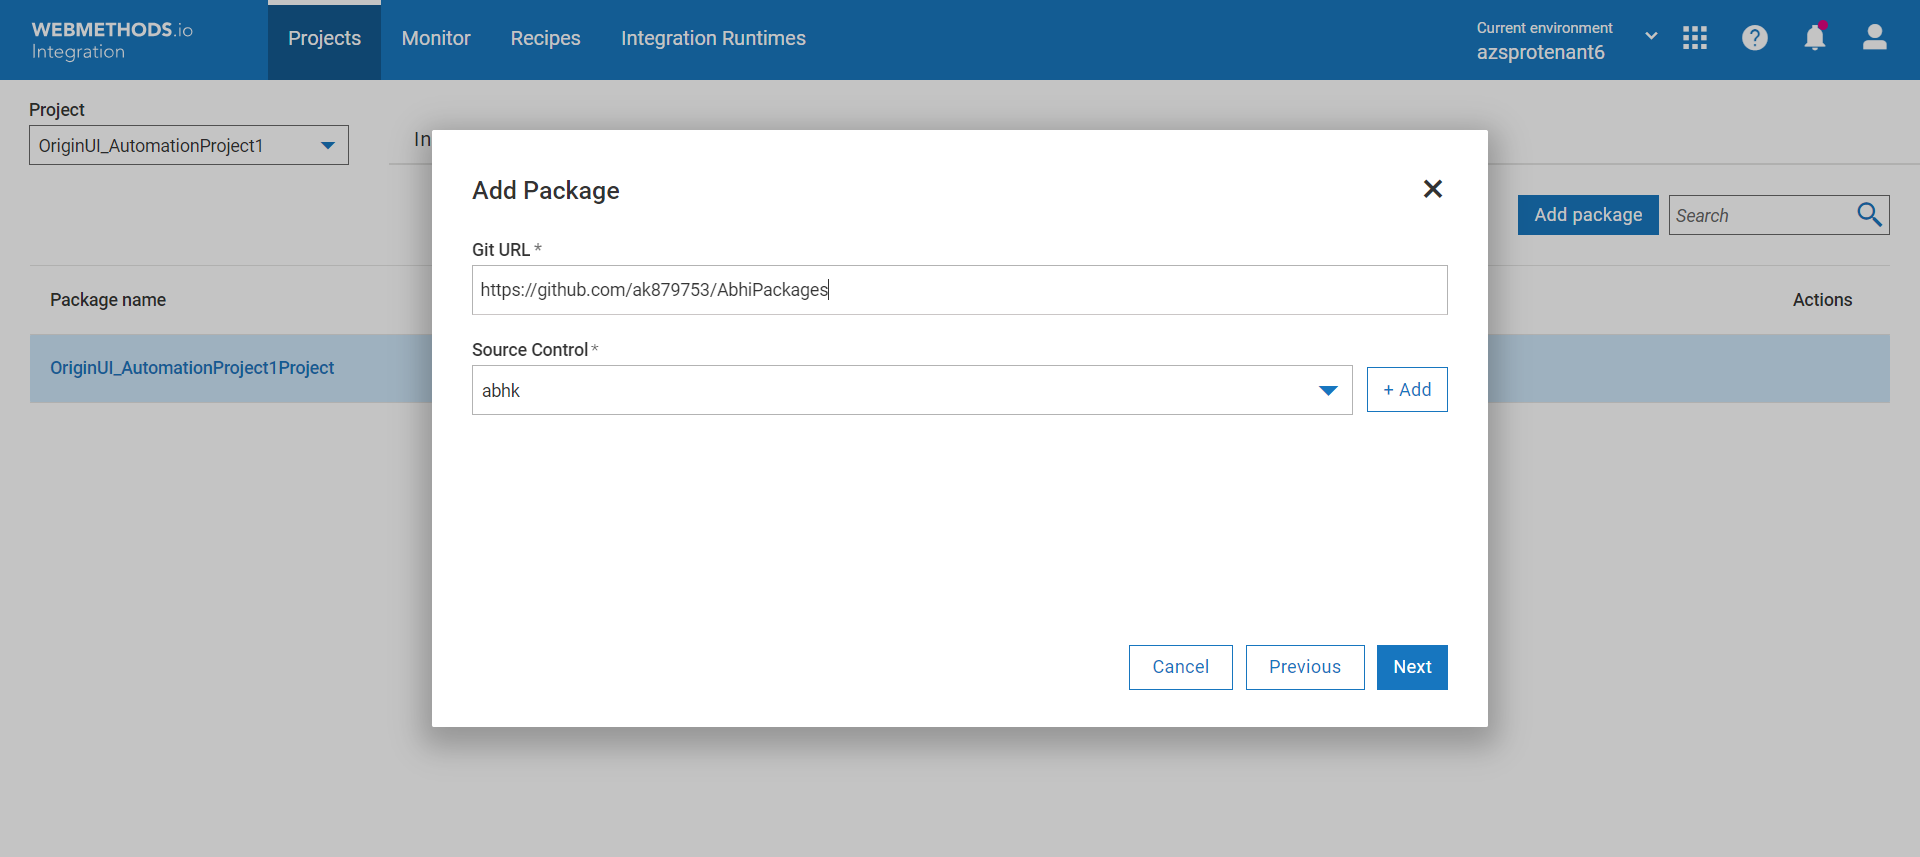 WEBMETHODS.io
Integration
Projects
Monitor
Recipes
Integration Runtimes
Current environment
azsprotenant6
Project
OriginUI_AutomationProject1
In
Add Package
Git URL *
https://github.com/ak879753/AbhiPackages
Source Control *
abhk
+ Add
Cancel
Previous
Next
Add package
Search
Package name
Actions
OriginUI_AutomationProject1Project